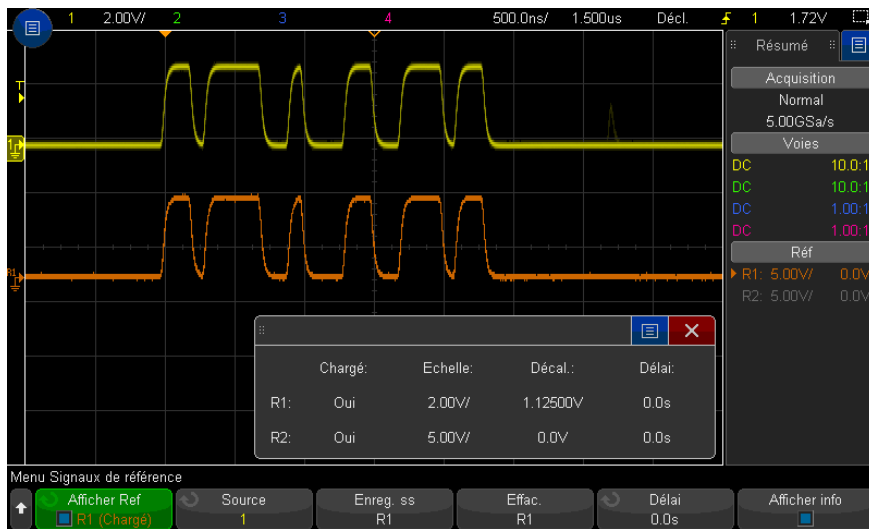 1 2.00V/ 2 3 4 500.0ns/ 1.500us Décl. 1 1.72V
T
1
R1
Résumé
Acquisition
Normal
5.00GSa/s
Voies
DC 10.0:1
DC 10.0:1
DC 1.00:1
DC 1.00:1
Réf
R1: 5.00V/ 0.0V
R2: 5.00V/ 0.0V
Chargé: Echelle: Décal.: Délai:
R1: Oui 2.00V/ 1.12500V 0.0s
R2: Oui 5.00V/ 0.0V 0.0s
Menu Signaux de référence
Afficher Ref Source Enreg. ss Effac. Délai Afficher info
R1 (Chargé) 1 R1 R1 0.0s